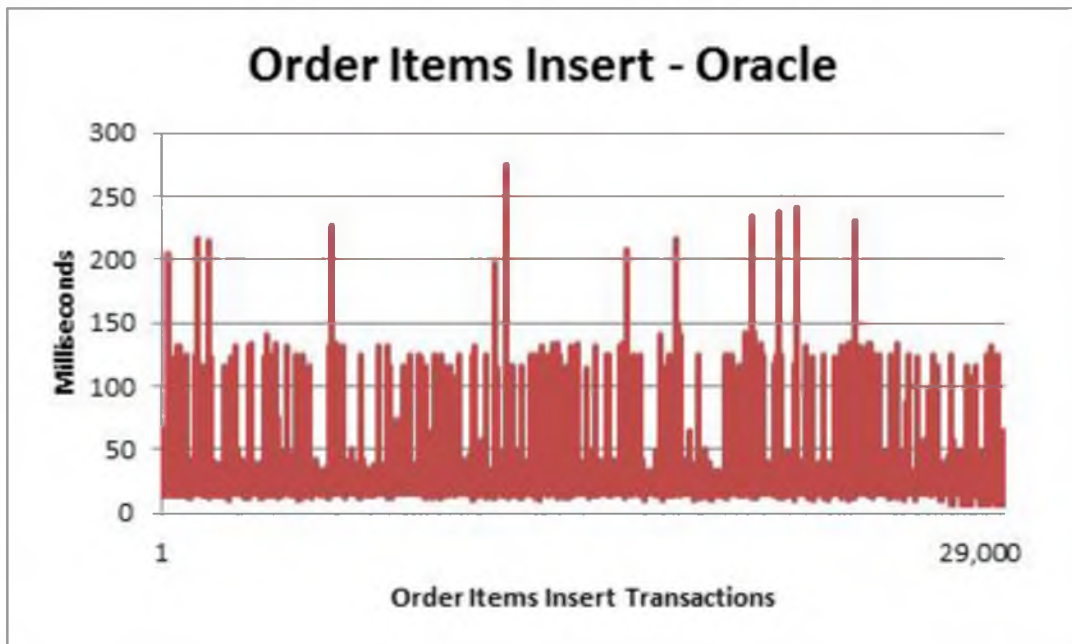 Order Items Insert - Oracle
300
250
200
150
100
50
0
Milliseconds
1 29,000
Order Items Insert Transactions